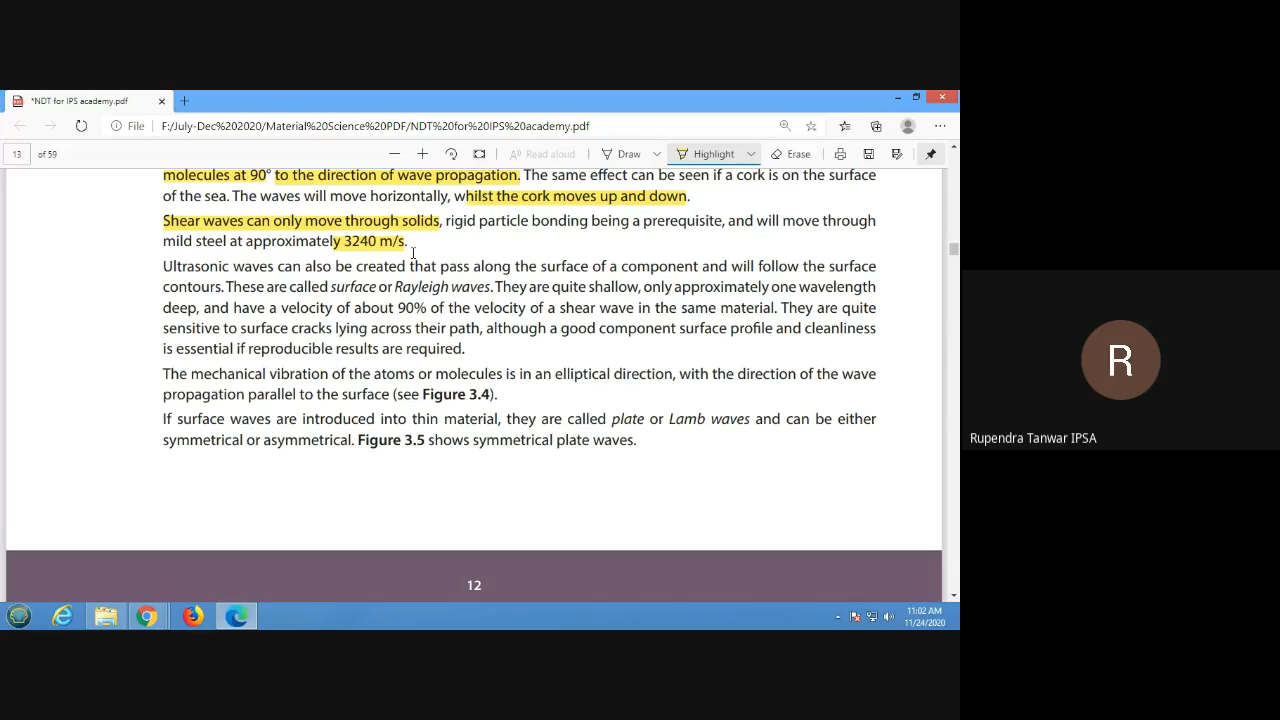 *NDT for IPS academy.pdf
File F:/July-Dec%202020/Material%20Science%20PDF/NDT%20for%20IPS%20academy.pdf
13 of 59 Read aloud Draw Highlight Erase
molecules at 90° to the direction of wave propagation. The same effect can be seen if a cork is on the surface
of the sea. The waves will move horizontally, whilst the cork moves up and down.
Shear waves can only move through solids, rigid particle bonding being a prerequisite, and will move through
mild steel at approximately 3240 m/s.
Ultrasonic waves can also be created that pass along the surface of a component and will follow the surface
contours. These are called surface or Rayleigh waves. They are quite shallow, only approximately one wavelength
deep, and have a velocity of about 90% of the velocity of a shear wave in the same material. They are quite
sensitive to surface cracks lying across their path, although a good component surface profile and cleanliness
is essential if reproducible results are required.
The mechanical vibration of the atoms or molecules is in an elliptical direction, with the direction of the wave
propagation parallel to the surface (see Figure 3.4).
If surface waves are introduced into thin material, they are called plate or Lamb waves and can be either
symmetrical or asymmetrical. Figure 3.5 shows symmetrical plate waves.
12
11:02 AM
11/24/2020
R
Rupendra Tanwar IPSA